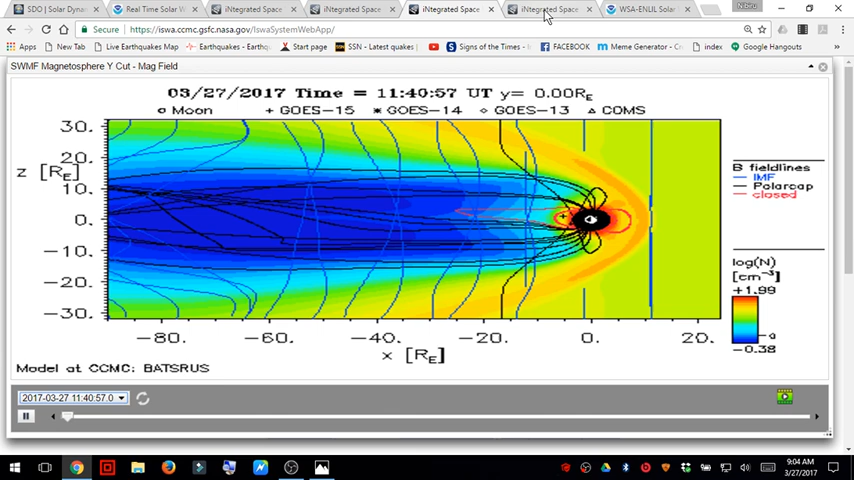 SDO | Solar Dyna
Real Time Solar W
iNtegrated Space
iNtegrated Space
iNtegrated Space
iNtegrated Space
WSA-ENLIL Solar
Nibiru
Secure
https://iswa.ccmc.gsfc.nasa.gov/IswaSystemWebApp/
Apps
Live Earthquakes Map
Earthquakes - Earthqu
Start page
SSN - Latest quakes (
Signs of the Times -
FACEBOOK
Meme Generator - Cr
index
Google Hangouts
SWMF Magnetosphere Y Cut - Mag Field
03/27/2017 Time = 11:40:57 UT y= 0.00RE
Moon
GOES-15
GOES-14
GOES-13
COMS
30.
20.
z [RE]
10.
0.
-10.
-20.
-30.
-80.
-60.
-40.
-20.
0.
20.
x [RE]
B fieldlines
IMF
Polarcap
closed
log(N)
[cm-3]
+1.99
-0.38
Model at CCMC: BATSRUS
2017-03-27 11:40:57.0
9:04 AM
3/27/2017